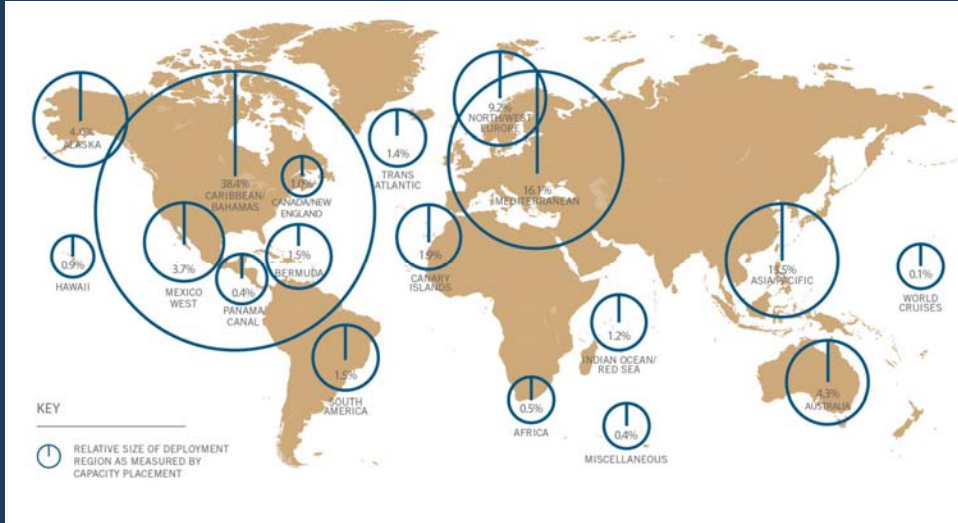 4.0%
ALASKA
38.4%
CARIBBEAN/
BAHAMAS
1.0%
CANADA/NEW
ENGLAND
1.4%
TRANS
ATLANTIC
9.2%
NORTH/WEST
EUROPE
16.1%
MEDITERRANEAN
0.9%
HAWAII
3.7%
MEXICO
WEST
0.4%
PANAMA
CANAL
1.5%
BERMUDA
1.9%
CANARY
ISLANDS
15.5%
ASIA/PACIFIC
0.1%
WORLD
CRUISES
1.5%
SOUTH
AMERICA
1.2%
INDIAN OCEAN/
RED SEA
0.5%
AFRICA
0.4%
MISCELLANEOUS
4.3%
AUSTRALIA
KEY
RELATIVE SIZE OF DEPLOYMENT
REGION AS MEASURED BY
CAPACITY PLACEMENT